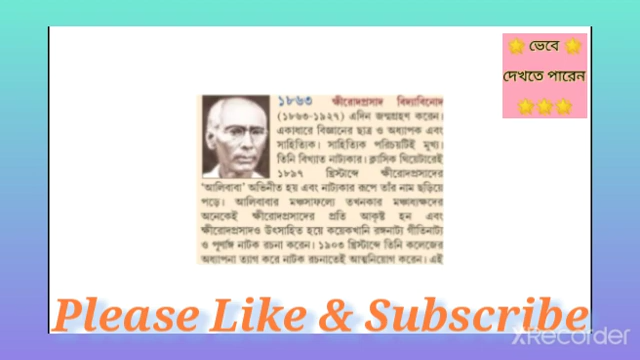 ভেবে
দেখতে পারেন
১৮৬৩ ক্ষীরোদপ্রসাদ বিদ্যাবিনোদ
(১৮৬৩-১৯২৭) এদিন জন্মগ্রহণ করেন।
একাধারে বিজ্ঞানের ছাত্র ও অধ্যাপক এবং
সাহিত্যিক। সাহিত্যিক পরিচয়টিই মুখ্য।
তিনি বিখ্যাত নাট্যকার। ক্লাসিক থিয়েটারেই
১৮৯৭ খ্রিস্টাব্দে ক্ষীরোদপ্রসাদের
'আলিবাবা' অভিনীত হয় এবং নাট্যকার রূপে তাঁর নাম ছড়িয়ে
পড়ে। আলিবাবার মঞ্চসাফল্যে তখনকার মঞ্চাধ্যক্ষদের
অনেকেই ক্ষীরোদপ্রসাদের প্রতি আকৃষ্ট হন এবং
ক্ষীরোদপ্রসাদও উৎসাহিত হয়ে কয়েকখানি রঙ্গনাট্য গীতিনাট্য
ও পূর্ণাঙ্গ নাটক রচনা করেন। ১৯০৩ খ্রিস্টাব্দে তিনি কলেজের
অধ্যাপনা ত্যাগ করে নাটক রচনাতেই আত্মনিয়োগ করেন। এই
Please Like & Subscribe
XRecorder